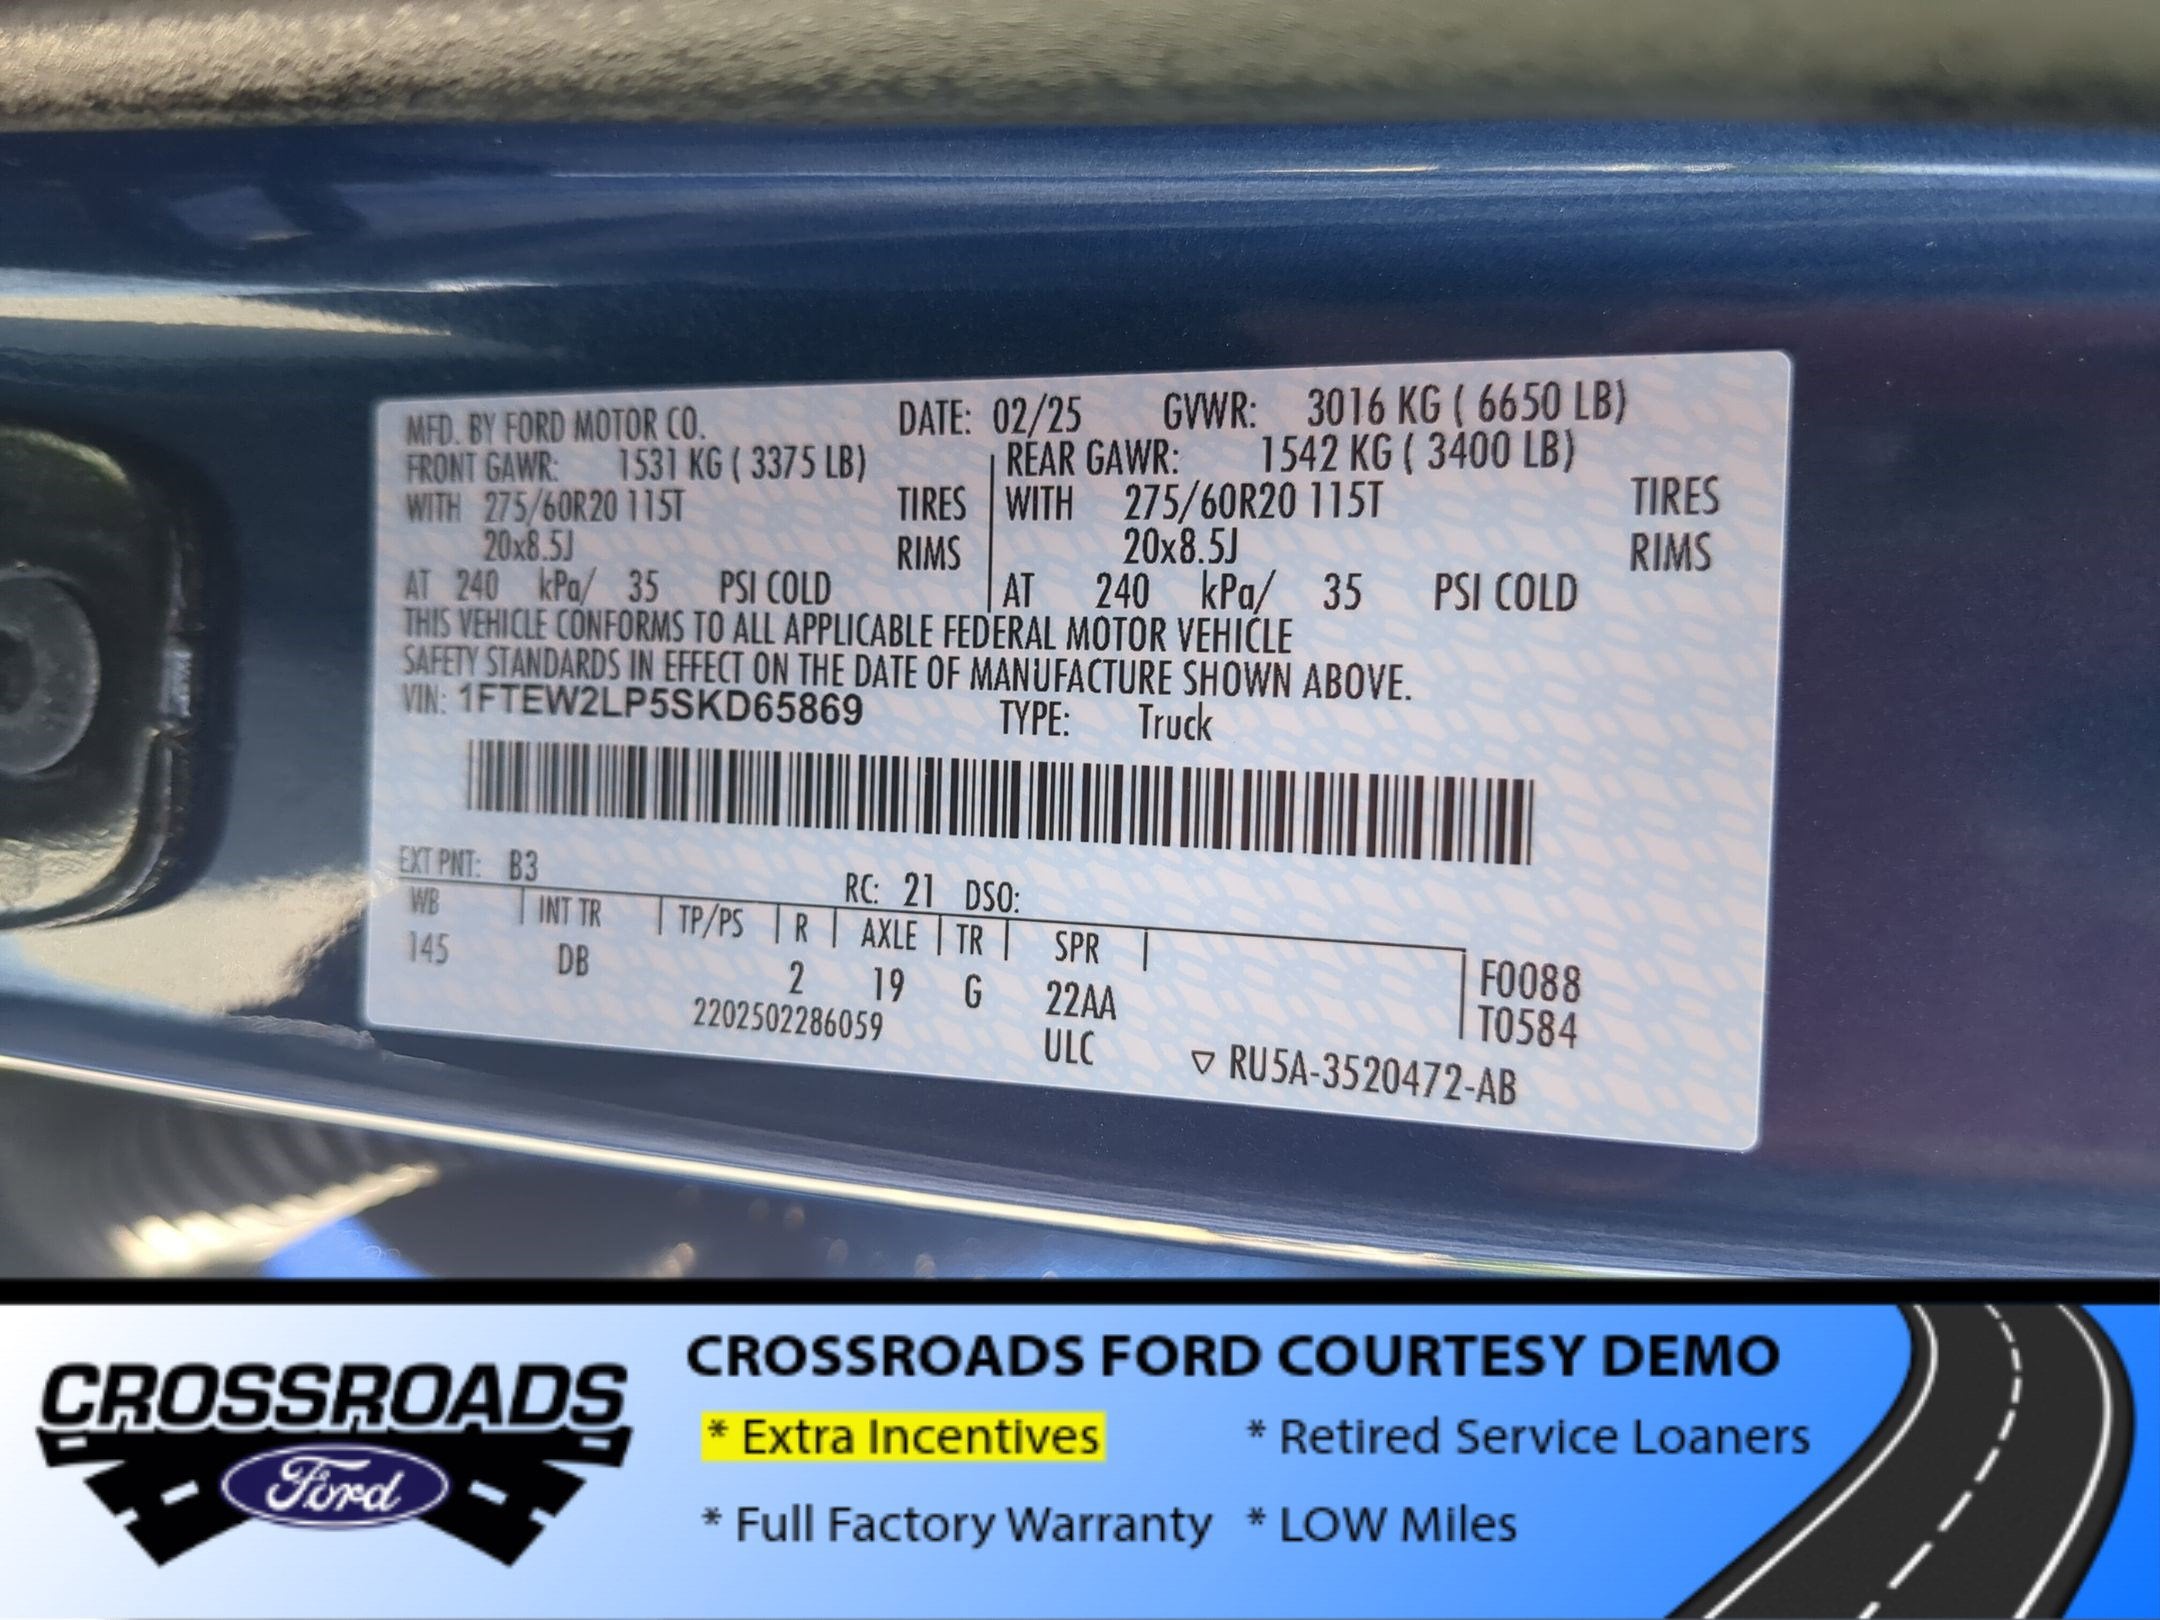 MFD. BY FORD MOTOR CO. DATE: 02/25 GVWR: 3016 KG ( 6650 LB)
FRONT GAWR: 1531 KG ( 3375 LB) REAR GAWR: 1542 KG ( 3400 LB)
WITH 275/60R20 115T TIRES WITH 275/60R20 115T TIRES
20x8.5J RIMS 20x8.5J RIMS
AT 240 kPa/ 35 PSI COLD AT 240 kPa/ 35 PSI COLD
THIS VEHICLE CONFORMS TO ALL APPLICABLE FEDERAL MOTOR VEHICLE
SAFETY STANDARDS IN EFFECT ON THE DATE OF MANUFACTURE SHOWN ABOVE.
VIN: 1FTEW2LP5SKD65869 TYPE: Truck
EXT PNT: B3 RC: 21 DSO:
WB INT TR TP/PS R AXLE TR SPR
145 DB 2 19 G 22AA F0088
2202502286059 ULC T0584
▽ RU5A-3520472-AB
CROSSROADS
Ford
CROSSROADS FORD COURTESY DEMO
* Extra Incentives * Retired Service Loaners
* Full Factory Warranty * LOW Miles